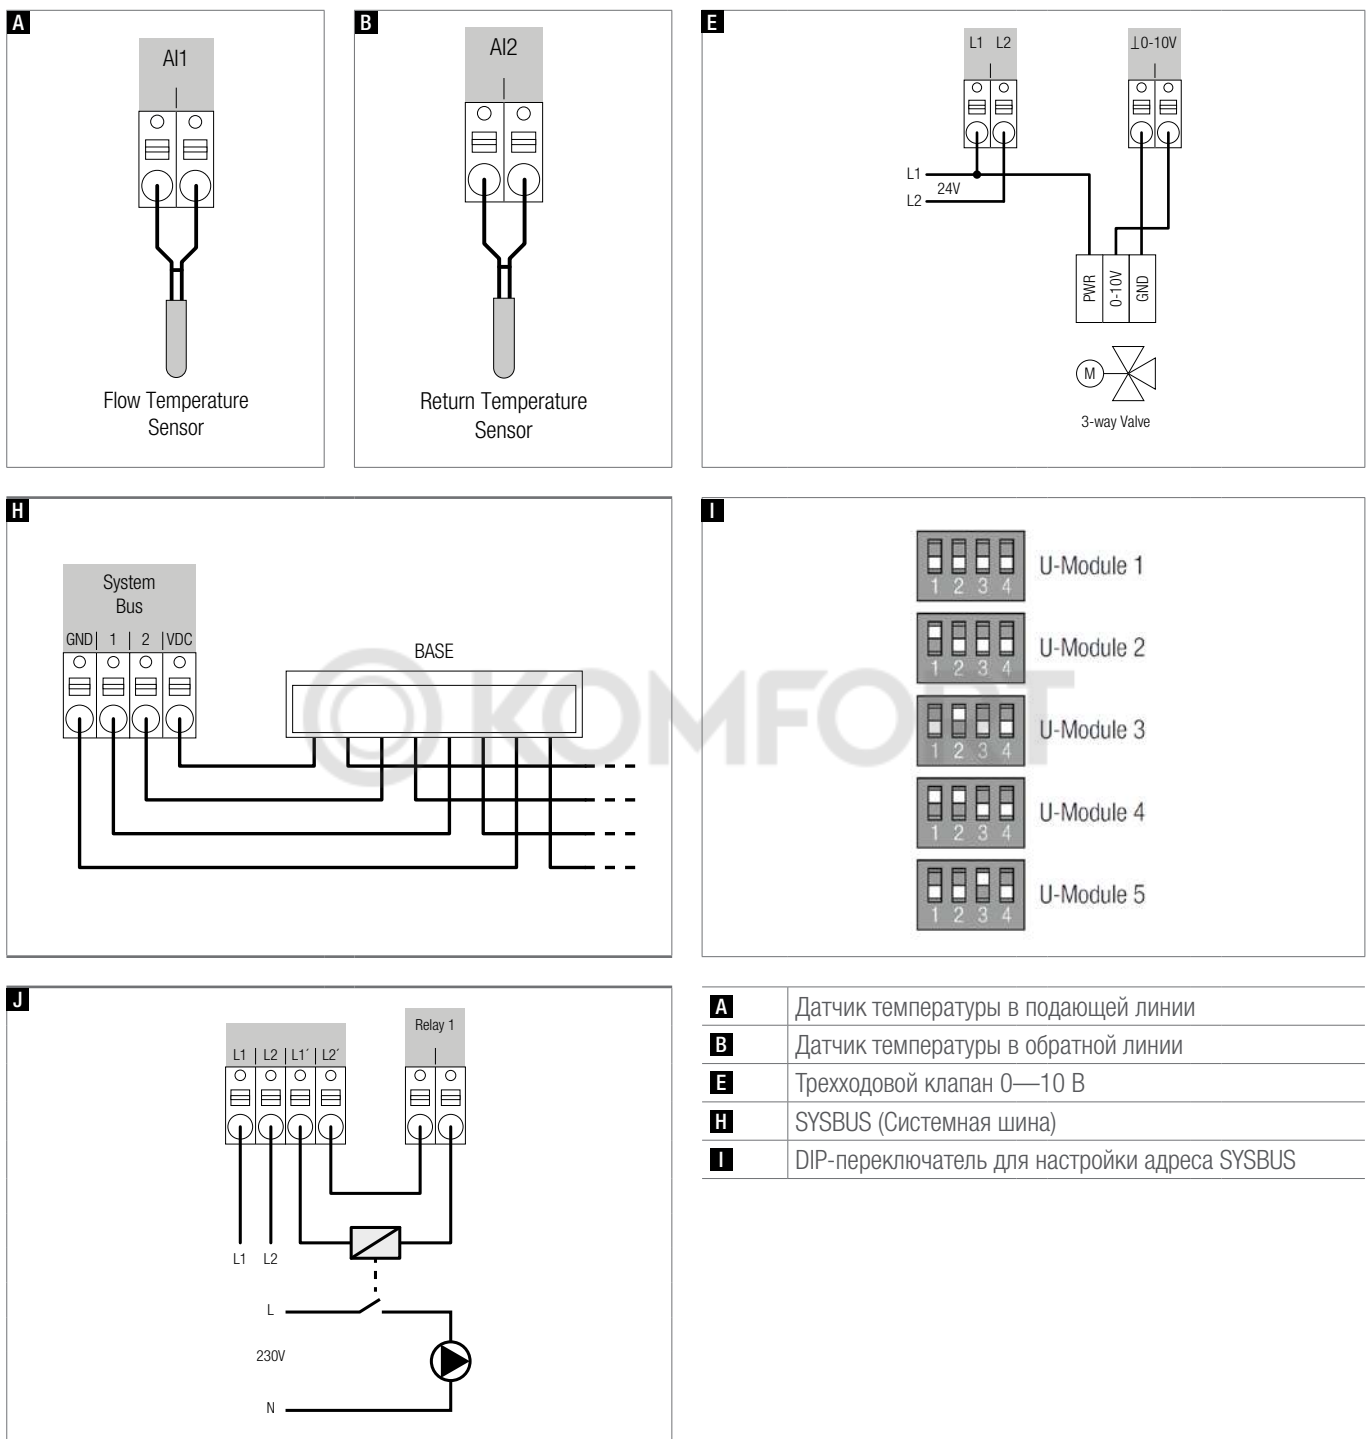 A
AI1
Flow Temperature
Sensor
B
AI2
Return Temperature
Sensor
E
L1 L2
⊥0-10V
L1
24V
L2
PWR
0-10V
GND
M
3-way Valve
H
System
Bus
GND 1 2 VDC
BASE
KOMFORT
I
1 2 3 4
U-Module 1
1 2 3 4
U-Module 2
1 2 3 4
U-Module 3
1 2 3 4
U-Module 4
1 2 3 4
U-Module 5
J
L1 L2 L1´ L2´
Relay 1
L1 L2
L
230V
N
A Датчик температуры в подающей линии
B Датчик температуры в обратной линии
E Трехходовой клапан 0—10 В
H SYSBUS (Системная шина)
I DIP-переключатель для настройки адреса SYSBUS